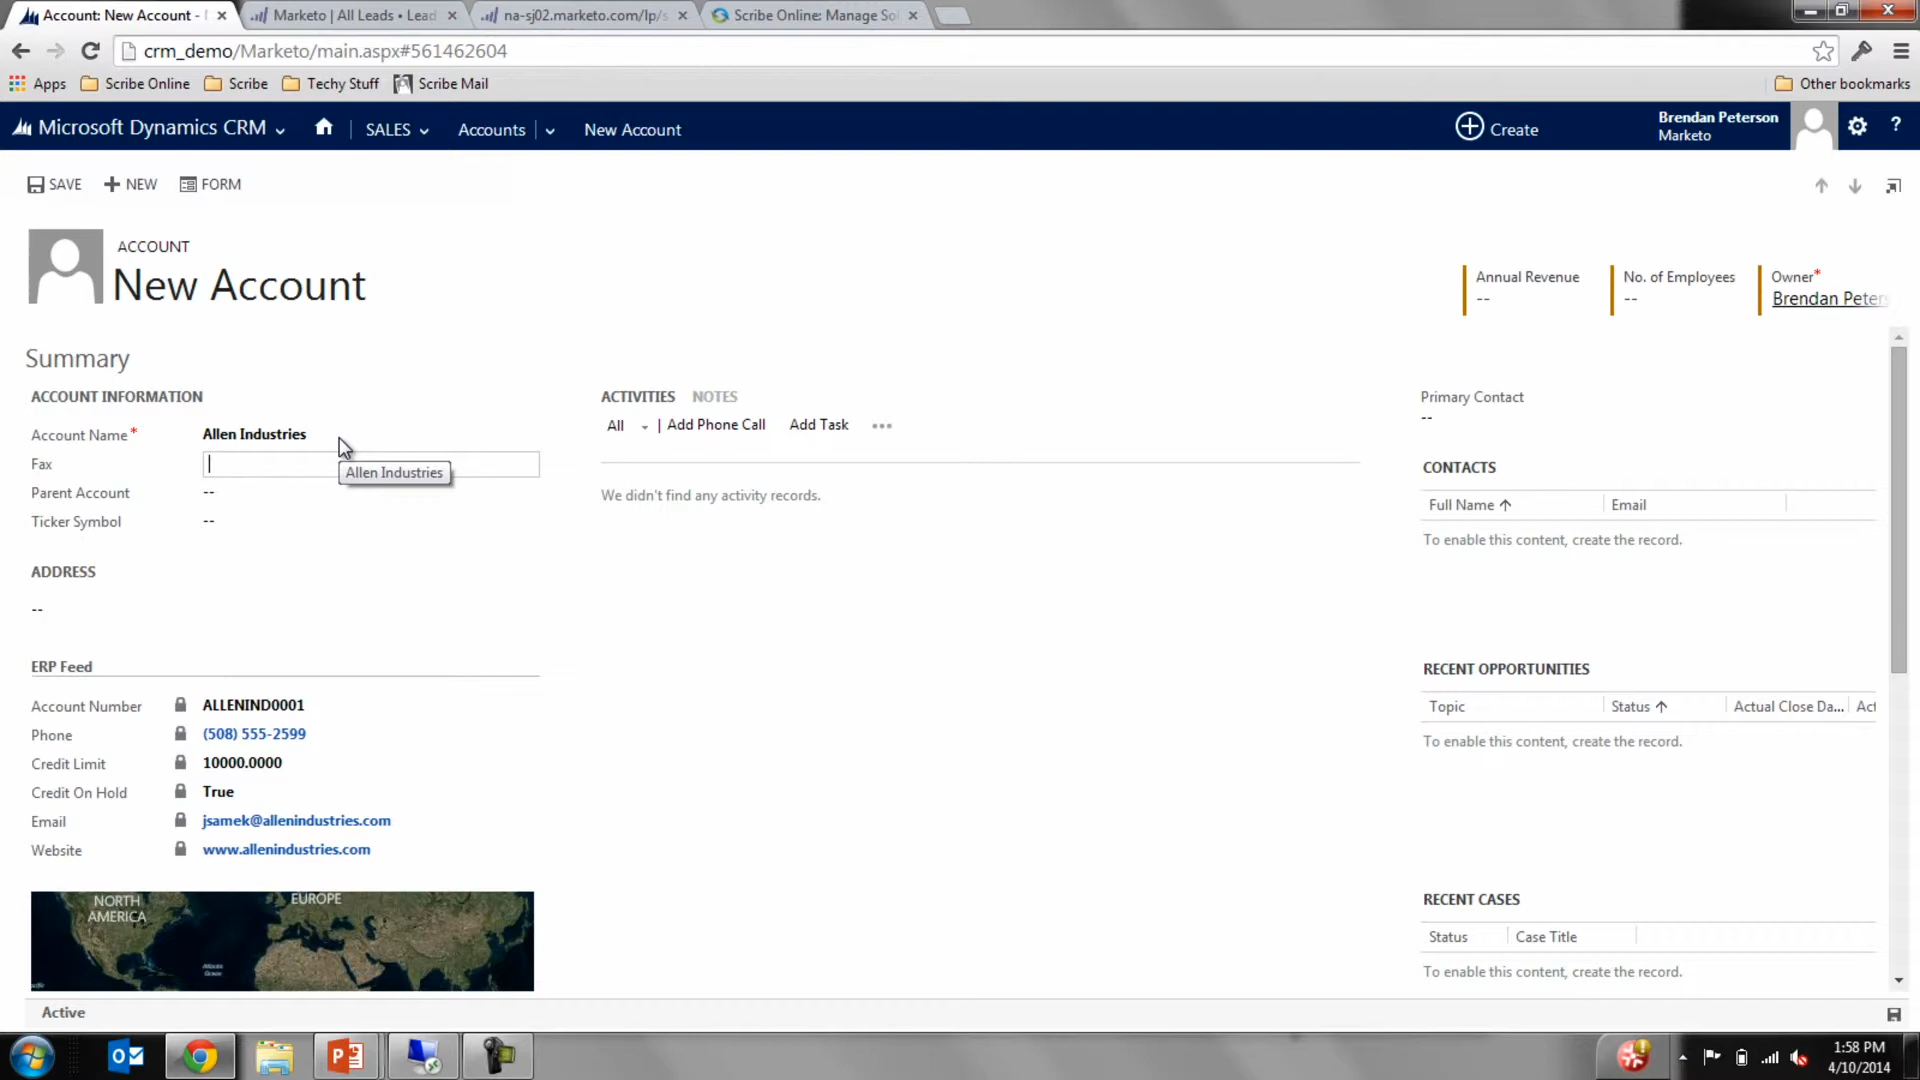 Account: New Account -
Marketo | All Leads • Lead
na-sj02.marketo.com/lp/s
Scribe Online: Manage Sol
crm_demo/Marketo/main.aspx#561462604
Apps
Scribe Online
Scribe
Techy Stuff
Scribe Mail
Other bookmarks
Microsoft Dynamics CRM
SALES
Accounts
New Account
Create
Brendan Peterson
Marketo
?
SAVE
NEW
FORM
ACCOUNT
New Account
Annual Revenue
--
No. of Employees
--
Owner*
Brendan Peters
Summary
ACCOUNT INFORMATION
Account Name* Allen Industries
Fax
Allen Industries
Parent Account --
Ticker Symbol --
ADDRESS
--
ERP Feed
Account Number ALLENIND0001
Phone (508) 555-2599
Credit Limit 10000.0000
Credit On Hold True
Email jsamek@allenindustries.com
Website www.allenindustries.com
NORTH
AMERICA
EUROPE
Atlantic
Ocean
ACTIVITIES NOTES
All | Add Phone Call Add Task •••
We didn't find any activity records.
Primary Contact
--
CONTACTS
Full Name ↑ Email
To enable this content, create the record.
RECENT OPPORTUNITIES
Topic Status ↑ Actual Close Da... Act
To enable this content, create the record.
RECENT CASES
Status Case Title
To enable this content, create the record.
Active
1:58 PM
4/10/2014